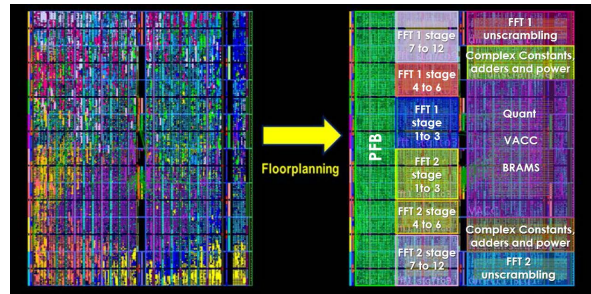 Floorplanning
PFB
FFT 1 stage
7 to 12
FFT 1 stage
4 to 6
FFT 1
stage
1to 3
FFT 2
stage
1to 3
FFT 2 stage
4 to 6
FFT 2 stage
7 to 12
FFT 1
unscrambling
Complex Constants,
adders and power
Quant
VACC
BRAMS
Complex Constants,
adders and power
FFT 2
unscrambling